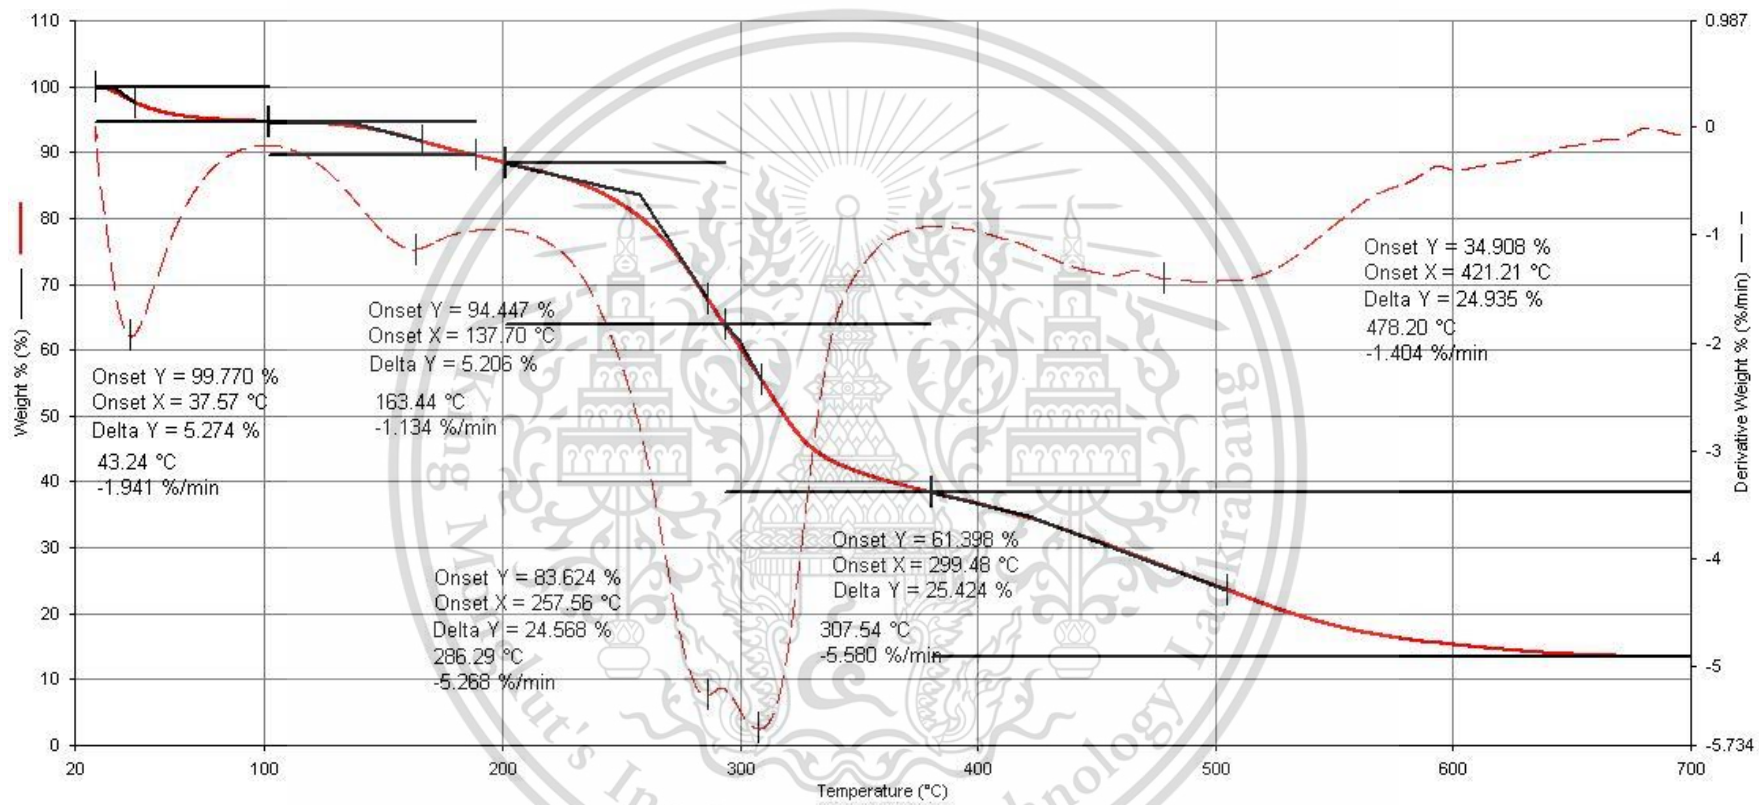 110
100
90
80
70
60
50
40
30
20
10
0
Weight % (%)
Onset Y = 99.770 %
Onset X = 37.57 °C
Delta Y = 5.274 %
43.24 °C
-1.941 %/min
Onset Y = 94.447 %
Onset X = 137.70 °C
Delta Y = 5.206 %
163.44 °C
-1.134 %/min
Onset Y = 83.624 %
Onset X = 257.56 °C
Delta Y = 24.568 %
286.29 °C
-5.268 %/min
Onset Y = 61.398 %
Onset X = 299.48 °C
Delta Y = 25.424 %
307.54 °C
-5.580 %/min
Onset Y = 34.908 %
Onset X = 421.21 °C
Delta Y = 24.935 %
478.20 °C
-1.404 %/min
0.987
0
-1
-2
-3
-4
-5
-5.734
Derivative Weight % (%/min)
20 100 200 300 400 500 600 700
Temperature (°C)
King Mongkut's Ins Technology Ladkrabang